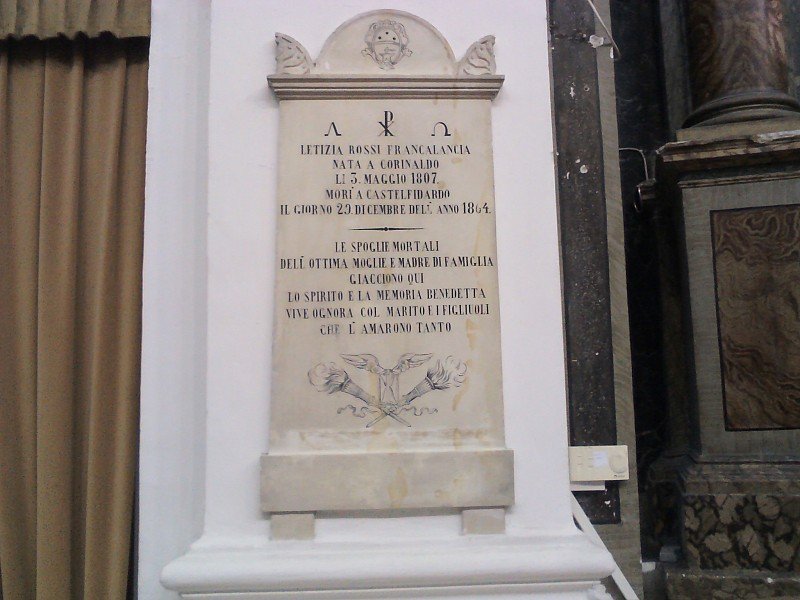 Λ ☧ Ω
LETIZIA ROSSI FRANCALANCIA
NATA A CORINALDO
LI 3. MAGGIO 1807.
MORI' A CASTELFIDARDO
IL GIORNO 29. DICEMBRE DELL' ANNO 1864.
LE SPOGLIE MORTALI
DELL' OTTIMA MOGLIE E MADRE DI FAMIGLIA
GIACCIONO QUI
LO SPIRITO E LA MEMORIA BENEDETTA
VIVE OGNORA COL MARITO E I FIGLIUOLI
CHE L' AMARONO TANTO